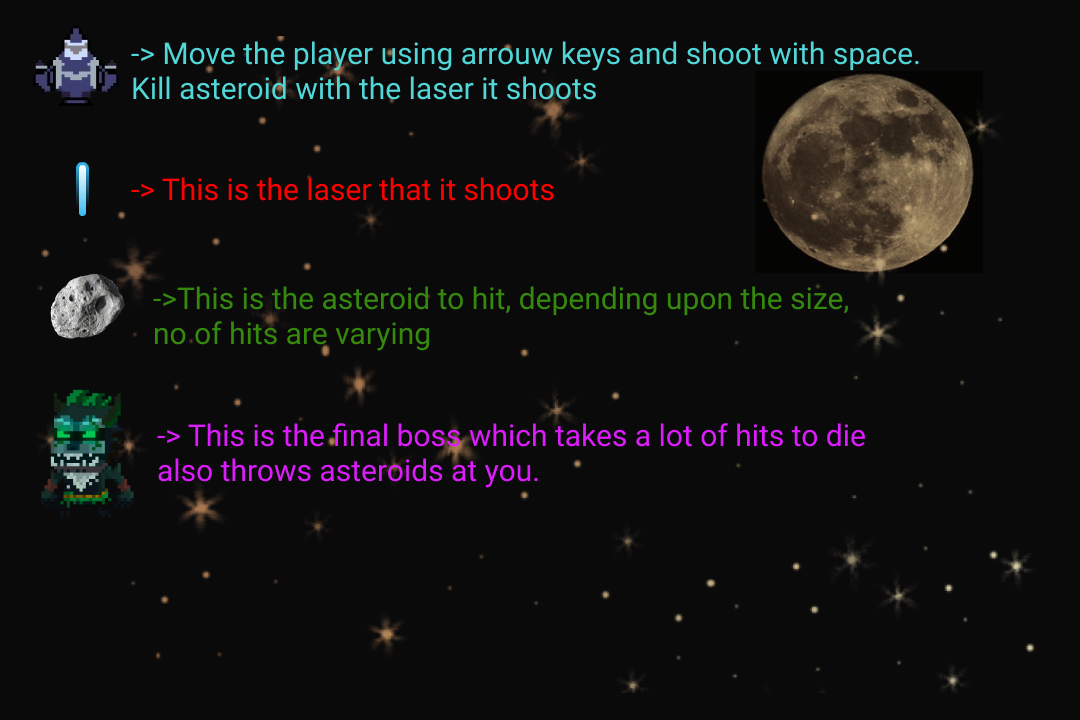 -> Move the player using arrouw keys and shoot with space.
Kill asteroid with the laser it shoots
-> This is the laser that it shoots
->This is the asteroid to hit, depending upon the size,
no of hits are varying
-> This is the final boss which takes a lot of hits to die
also throws asteroids at you.